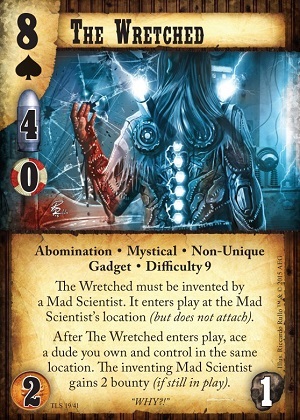 8 The Wretched
4
0
Abomination • Mystical • Non-Unique
Gadget • Difficulty 9
The Wretched must be invented by
a Mad Scientist. It enters play at the Mad
Scientist's location (but does not attach).
After The Wretched enters play, ace
a dude you own and control in the same
location. The inventing Mad Scientist
gains 2 bounty (if still in play).
2 1
"WHY?!"